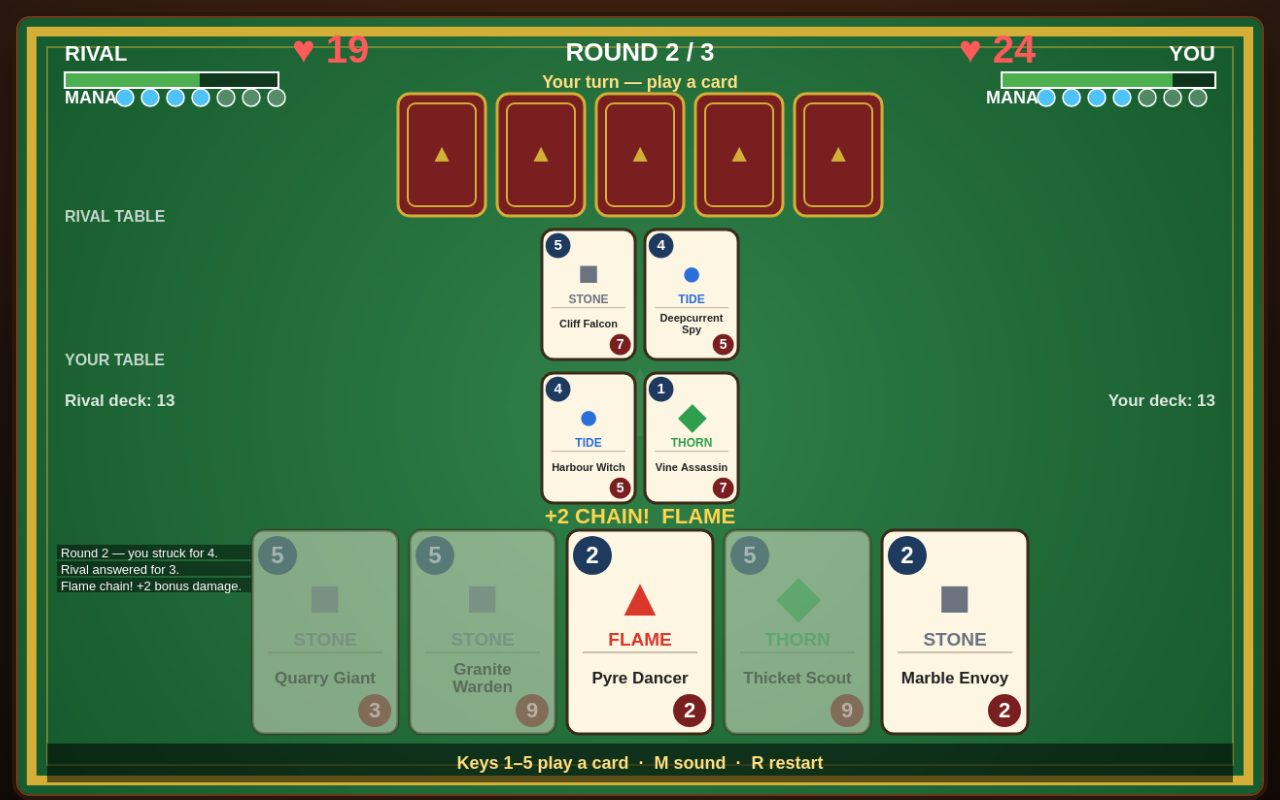 RIVAL
♥ 19
ROUND 2 / 3
♥ 24
YOU
Your turn — play a card
MANA
MANA
RIVAL TABLE
5
STONE
Cliff Falcon
7
4
TIDE
Deepcurrent
Spy
5
YOUR TABLE
Rival deck: 13
Your deck: 13
4
TIDE
Harbour Witch
5
1
THORN
Vine Assassin
7
+2 CHAIN! FLAME
Round 2 — you struck for 4.
Rival answered for 3.
Flame chain! +2 bonus damage.
5
STONE
Quarry Giant
3
5
STONE
Granite
Warden
9
2
FLAME
Pyre Dancer
2
5
THORN
Thicket Scout
9
2
STONE
Marble Envoy
2
Keys 1–5 play a card · M sound · R restart